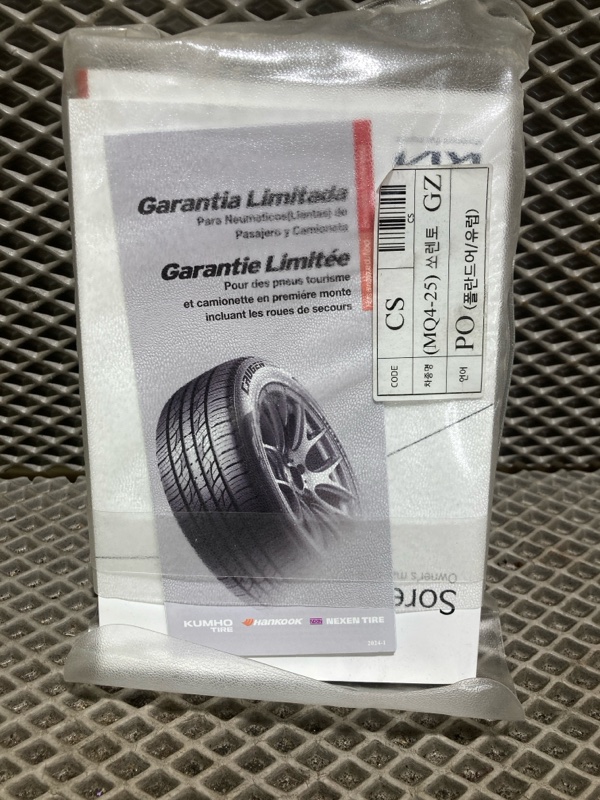 Garantia Limitada
Para Neumaticos(Llantas) de
Pasajero y Camioneta
Garantie Limitée
Pour des pneus tourisme
et camionette en première monte
incluant les roues de secours
KUMHO
TIRE
HANKOOK
NEXEN TIRE
2024-1
CS
CODE
CS
차종명
(MQ4-25) 쏘렌토
GZ
언어
PO (폴란드어/유럽)
KIA
Owner's
Sore